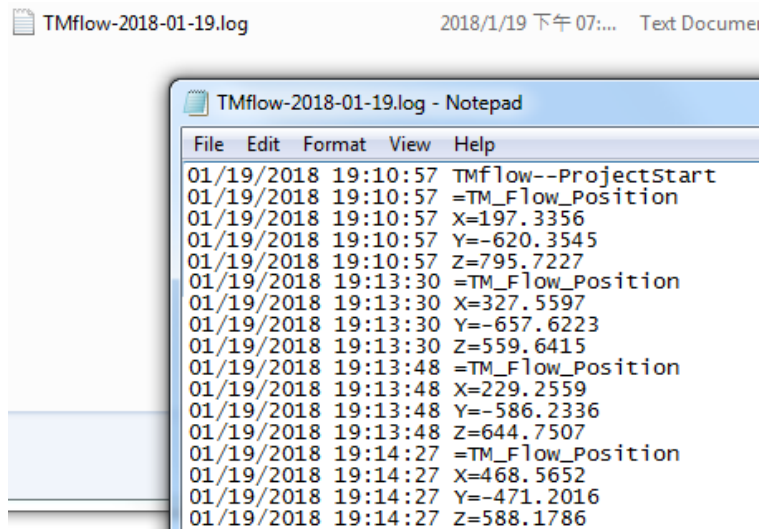 TMflow-2018-01-19.log 2018/1/19 下午 07:... Text Docume
TMflow-2018-01-19.log - Notepad
File Edit Format View Help
01/19/2018 19:10:57 TMflow--ProjectStart
01/19/2018 19:10:57 =TM_Flow_Position
01/19/2018 19:10:57 X=197.3356
01/19/2018 19:10:57 Y=-620.3545
01/19/2018 19:10:57 Z=795.7227
01/19/2018 19:13:30 =TM_Flow_Position
01/19/2018 19:13:30 X=327.5597
01/19/2018 19:13:30 Y=-657.6223
01/19/2018 19:13:30 Z=559.6415
01/19/2018 19:13:48 =TM_Flow_Position
01/19/2018 19:13:48 X=229.2559
01/19/2018 19:13:48 Y=-586.2336
01/19/2018 19:13:48 Z=644.7507
01/19/2018 19:14:27 =TM_Flow_Position
01/19/2018 19:14:27 X=468.5652
01/19/2018 19:14:27 Y=-471.2016
01/19/2018 19:14:27 Z=588.1786